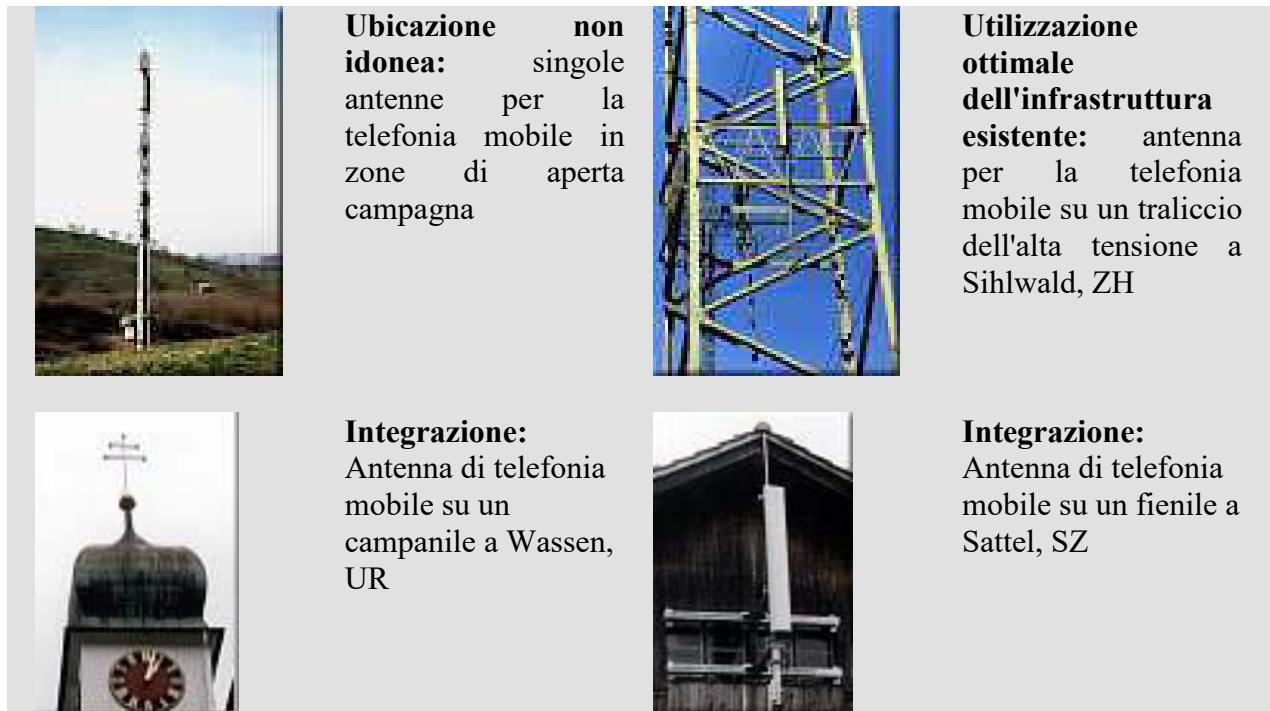 Ubicazione non
idonea: singole
antenne per la
telefonia mobile in
zone di aperta
campagna
Utilizzazione
ottimale
dell'infrastruttura
esistente: antenna
per la telefonia
mobile su un traliccio
dell'alta tensione a
Sihlwald, ZH
Integrazione:
Antenna di telefonia
mobile su un
campanile a Wassen,
UR
Integrazione:
Antenna di telefonia
mobile su un fienile a
Sattel, SZ